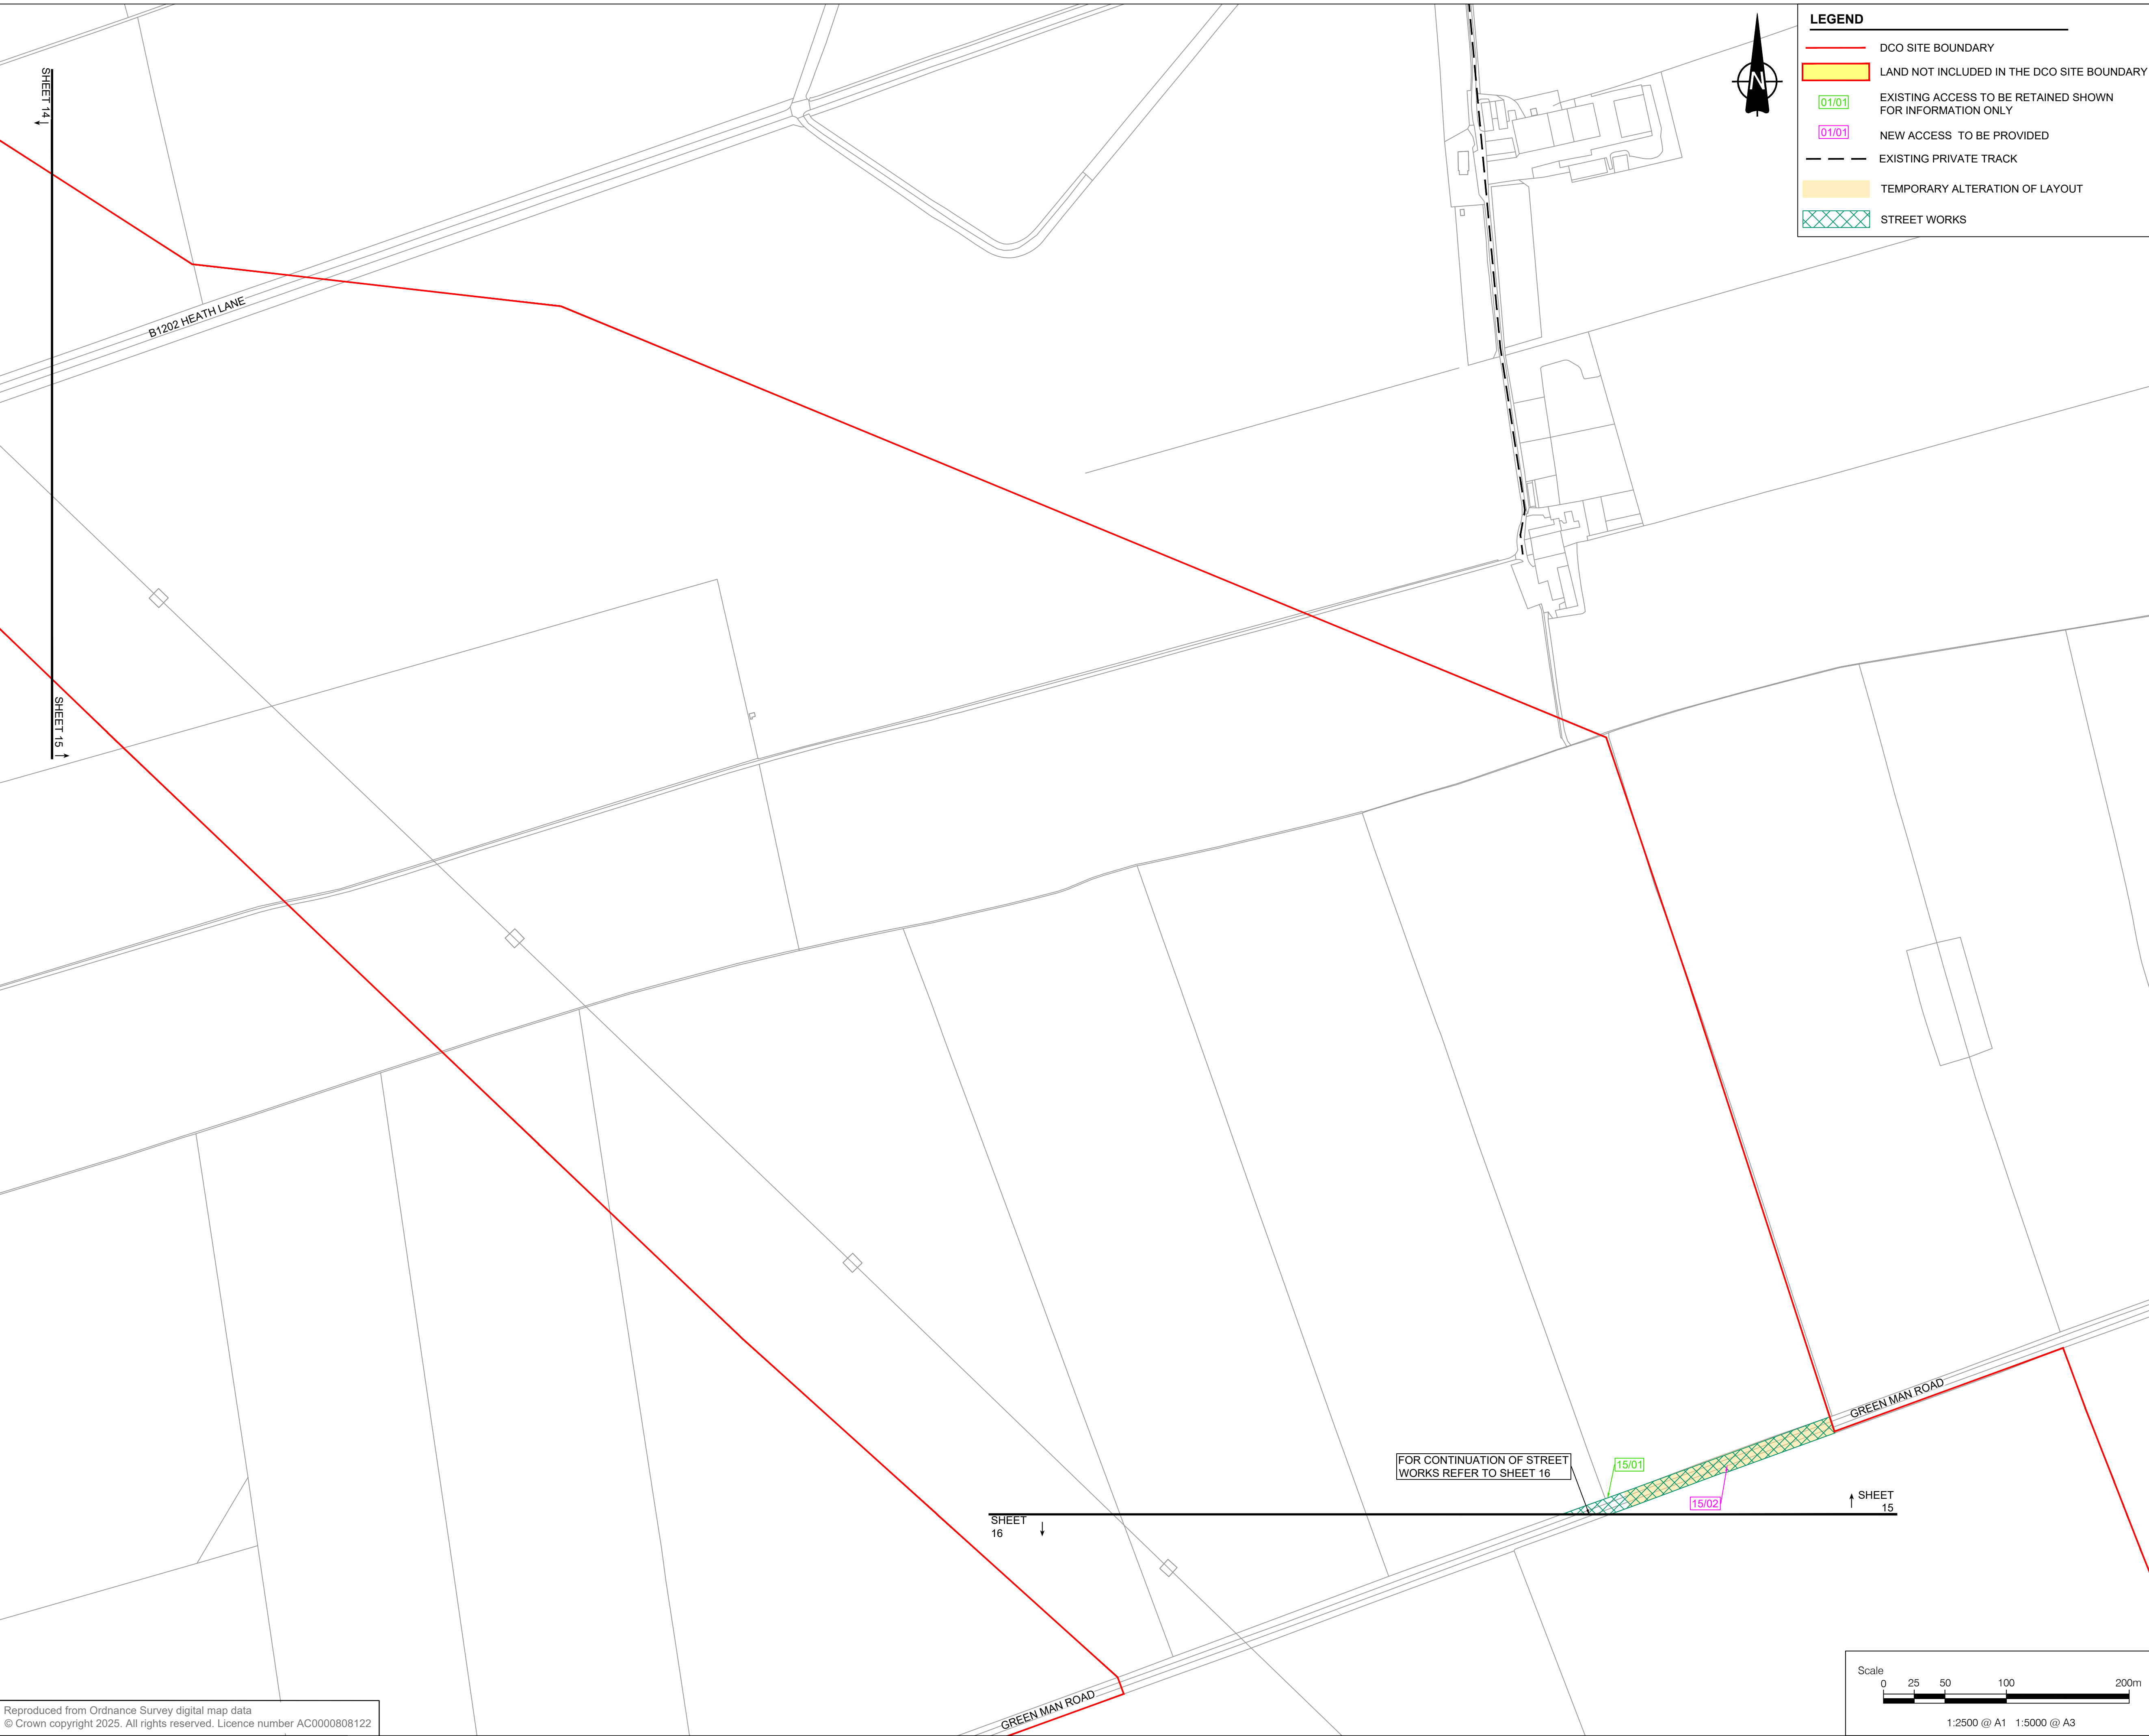 LEGEND
DCO SITE BOUNDARY
LAND NOT INCLUDED IN THE DCO SITE BOUNDARY
01/01
EXISTING ACCESS TO BE RETAINED SHOWN
FOR INFORMATION ONLY
01/01
NEW ACCESS TO BE PROVIDED
EXISTING PRIVATE TRACK
TEMPORARY ALTERATION OF LAYOUT
STREET WORKS
N
SHEET 14
B1202 HEATH LANE
SHEET 15
GREEN MAN ROAD
FOR CONTINUATION OF STREET
WORKS REFER TO SHEET 16
15/01
15/02
SHEET
15
SHEET
16
GREEN MAN ROAD
Reproduced from Ordnance Survey digital map data
© Crown copyright 2025. All rights reserved. Licence number AC0000808122
Scale
0 25 50 100 200m
1:2500 @ A1 1:5000 @ A3